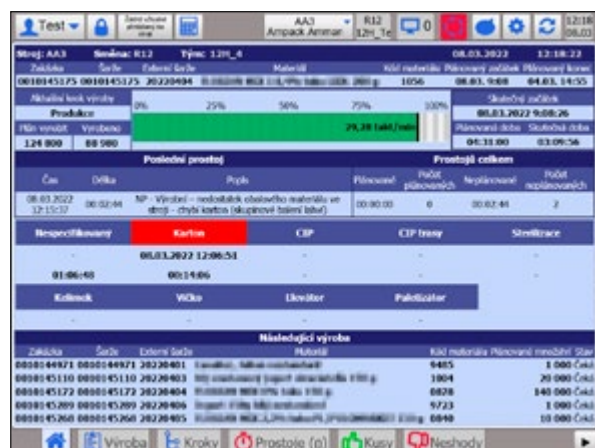 Test
AA3
Ampack Ammar
R12
12H_Te
0
12:18
08.03
Stroj: AA3 Směna: R12 Tým: 12H_4 08.03.2022 12:18:22
Zakázka Šarže Externí šarže Materiál Kód materiálu Plánovaný začátek Plánovaný konec
0010145175 0010145175 20220404 1056 08.03. 9:08 04.03. 14:55
Aktuální krok výroby
Produkce
Plán vyrobit Vyrobeno
124 800 88 980
0% 25% 50% 75% 100%
29,28 takt/min
Skutečný začátek
08.03.2022 9:08:26
Plánovaná doba Skutečná doba
04:31:00 03:09:56
Poslední prostoj Prostojů celkem
Čas Délka Popis Plánované Počet plánovaných Neplánované Počet neplánovaných
08.03.2022 12:15:37 00:02:44 NP - Výrobní - nedostatek obalového materiálu ve stroji - chybí karton (skupinové balení lahví) 00:00:00 0 00:02:44 2
Nespecifikovaný Karton CIP CIP trasy Sterilizace
- 08.03.2022 12:06:51 - - -
01:06:48 00:14:06 - - -
Kelímek Víčko Likvidátor Paletizátor
- - - -
Následující výroba
Zakázka Šarže Externí šarže Materiál Kód materiálu Plánované množství Stav
0010144971 0010144971 20220401 9485 1 000 Čeká
0010145110 0010145110 20220403 1004 20 000 Čeká
0010145172 0010145172 20220404 0828 140 000 Čeká
0010145289 0010145289 20220406 9723 1 000 Čeká
0010145268 0010145268 20220405 0840 10 000 Čeká
Výroba Kroky Prostoje (p) Kusy Neshody